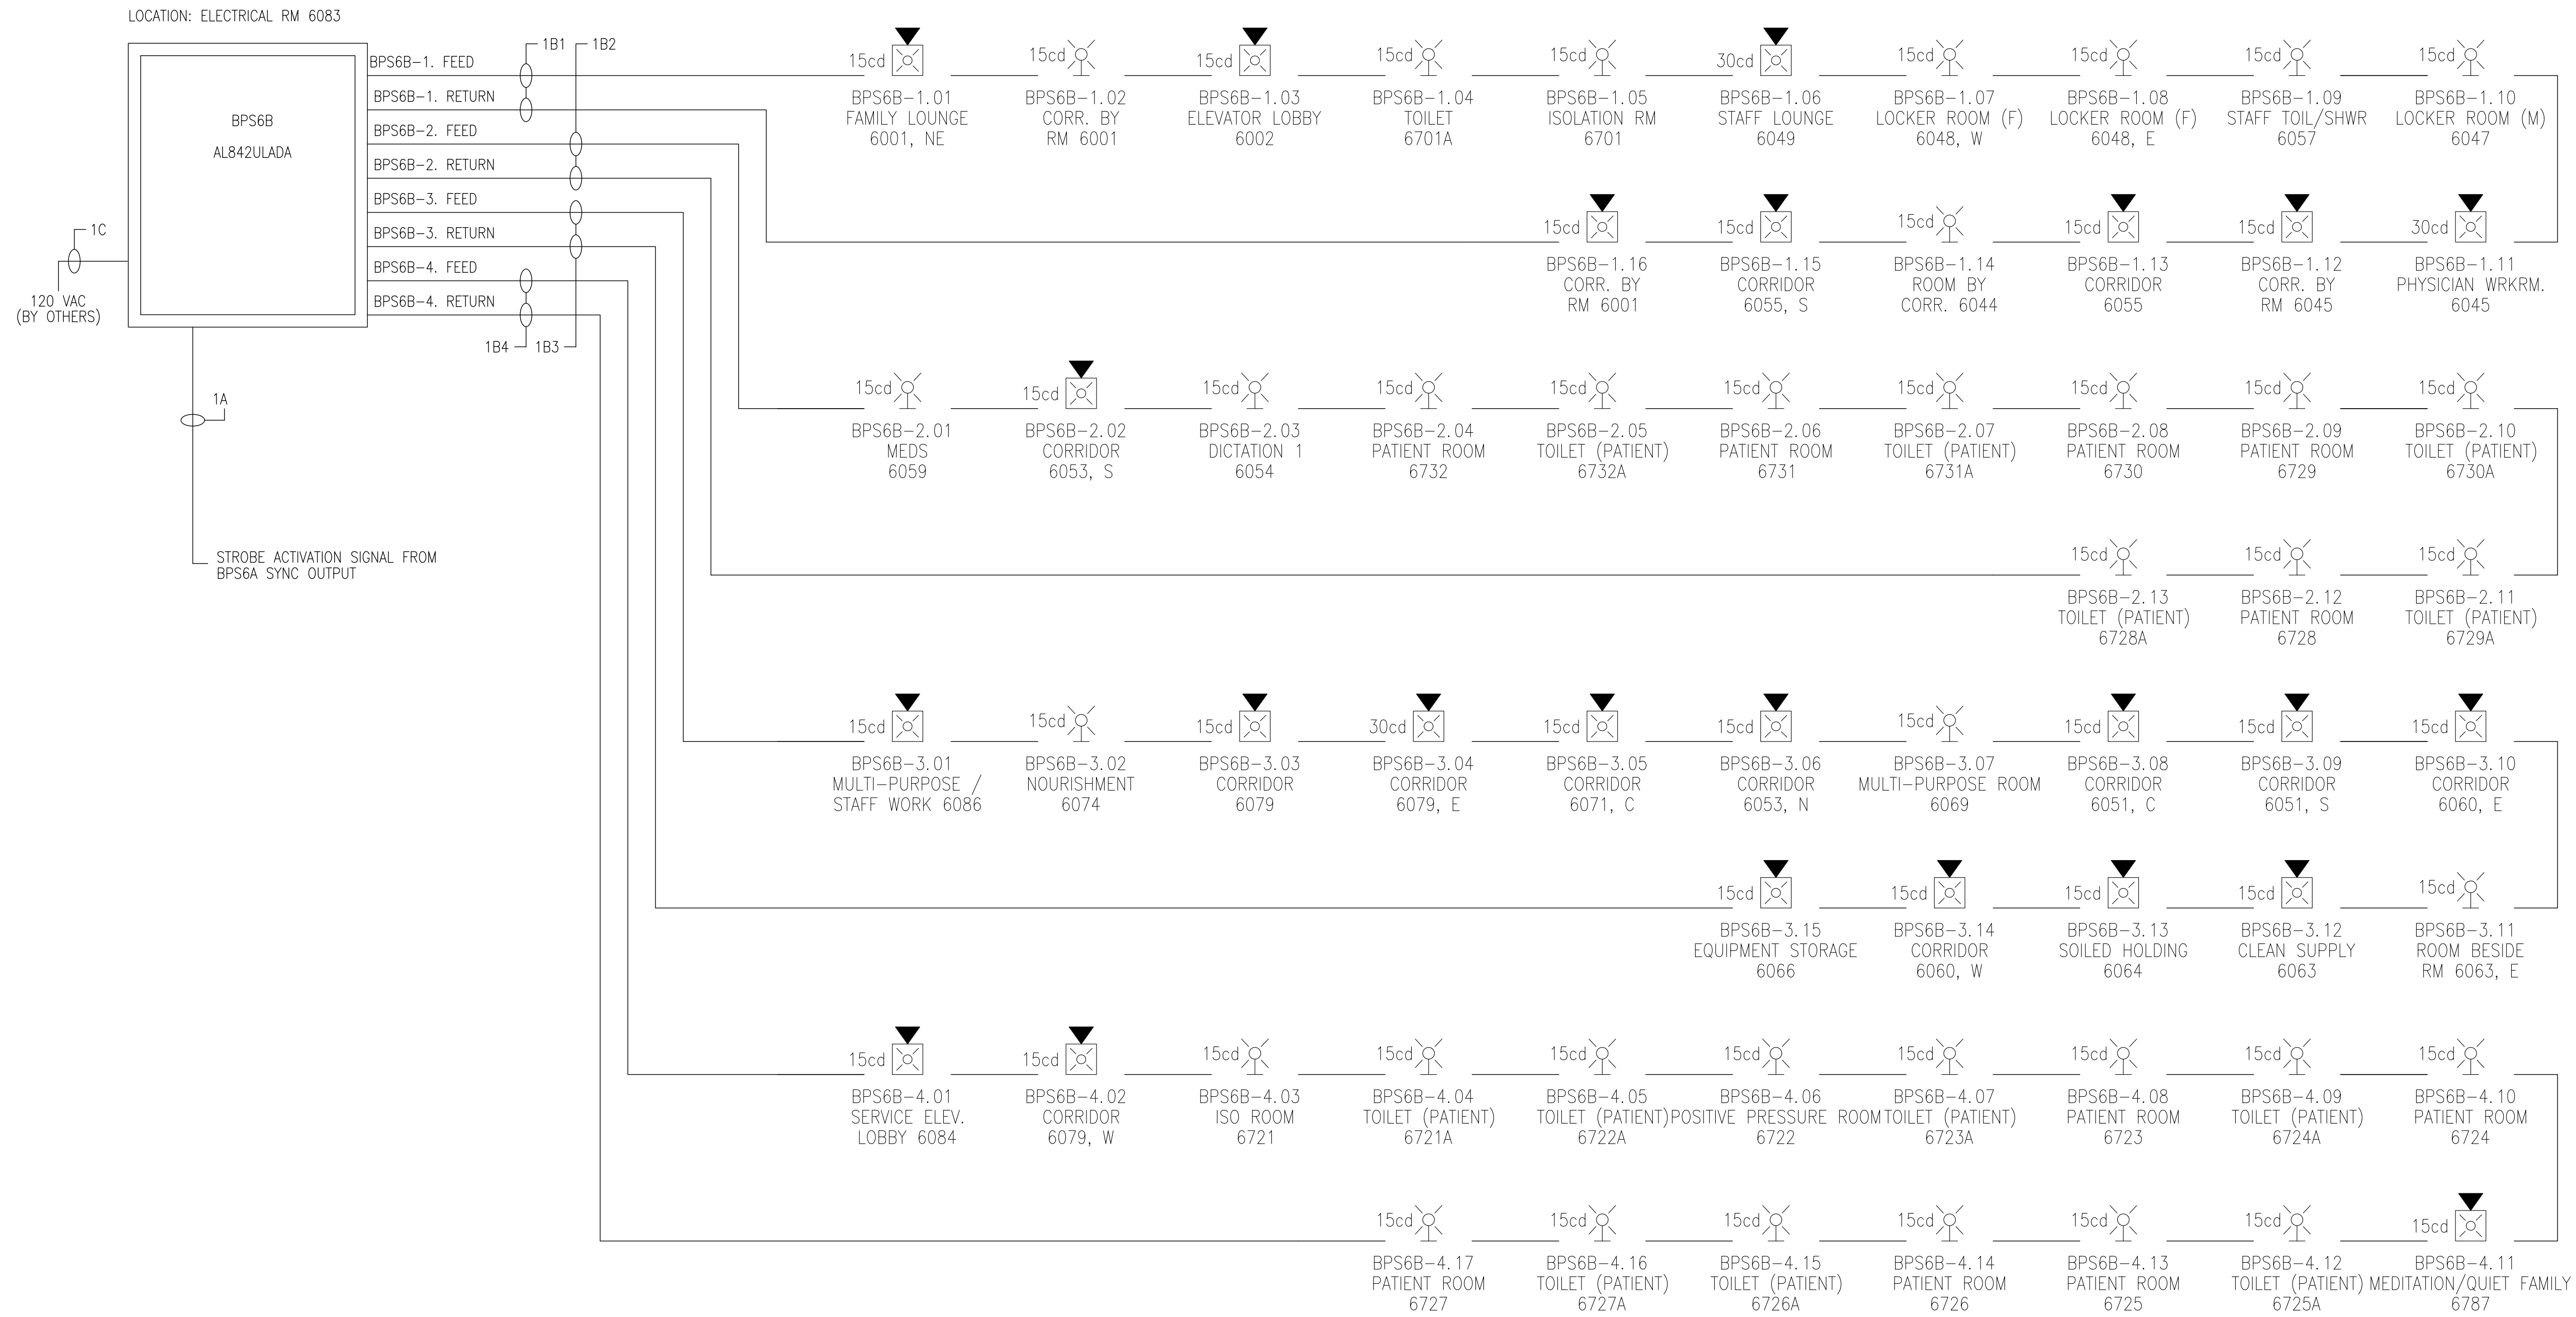 LOCATION: ELECTRICAL RM 6083
BPS6B
AL842ULADA
BPS6B-1. FEED
BPS6B-1. RETURN
BPS6B-2. FEED
BPS6B-2. RETURN
BPS6B-3. FEED
BPS6B-3. RETURN
BPS6B-4. FEED
BPS6B-4. RETURN
1B1
1B2
1B4
1B3
1C
120 VAC
(BY OTHERS)
1A
STROBE ACTIVATION SIGNAL FROM
BPS6A SYNC OUTPUT
15cd
BPS6B-1.01
FAMILY LOUNGE
6001, NE
15cd
BPS6B-1.02
CORR. BY
RM 6001
15cd
BPS6B-1.03
ELEVATOR LOBBY
6002
15cd
BPS6B-1.04
TOILET
6701A
15cd
BPS6B-1.05
ISOLATION RM
6701
30cd
BPS6B-1.06
STAFF LOUNGE
6049
15cd
BPS6B-1.07
LOCKER ROOM (F)
6048, W
15cd
BPS6B-1.08
LOCKER ROOM (F)
6048, E
15cd
BPS6B-1.09
STAFF TOIL/SHWR
6057
15cd
BPS6B-1.10
LOCKER ROOM (M)
6047
15cd
BPS6B-1.16
CORR. BY
RM 6001
15cd
BPS6B-1.15
CORRIDOR
6055, S
15cd
BPS6B-1.14
ROOM BY
CORR. 6044
15cd
BPS6B-1.13
CORRIDOR
6055
15cd
BPS6B-1.12
CORR. BY
RM 6045
30cd
BPS6B-1.11
PHYSICIAN WRKRM.
6045
15cd
BPS6B-2.01
MEDS
6059
15cd
BPS6B-2.02
CORRIDOR
6053, S
15cd
BPS6B-2.03
DICTATION 1
6054
15cd
BPS6B-2.04
PATIENT ROOM
6732
15cd
BPS6B-2.05
TOILET (PATIENT)
6732A
15cd
BPS6B-2.06
PATIENT ROOM
6731
15cd
BPS6B-2.07
TOILET (PATIENT)
6731A
15cd
BPS6B-2.08
PATIENT ROOM
6730
15cd
BPS6B-2.09
PATIENT ROOM
6729
15cd
BPS6B-2.10
TOILET (PATIENT)
6730A
15cd
BPS6B-2.13
TOILET (PATIENT)
6728A
15cd
BPS6B-2.12
PATIENT ROOM
6728
15cd
BPS6B-2.11
TOILET (PATIENT)
6729A
15cd
BPS6B-3.01
MULTI-PURPOSE /
STAFF WORK 6086
15cd
BPS6B-3.02
NOURISHMENT
6074
15cd
BPS6B-3.03
CORRIDOR
6079
30cd
BPS6B-3.04
CORRIDOR
6079, E
15cd
BPS6B-3.05
CORRIDOR
6071, C
15cd
BPS6B-3.06
CORRIDOR
6053, N
15cd
BPS6B-3.07
MULTI-PURPOSE ROOM
6069
15cd
BPS6B-3.08
CORRIDOR
6051, C
15cd
BPS6B-3.09
CORRIDOR
6051, S
15cd
BPS6B-3.10
CORRIDOR
6060, E
15cd
BPS6B-3.15
EQUIPMENT STORAGE
6066
15cd
BPS6B-3.14
CORRIDOR
6060, W
15cd
BPS6B-3.13
SOILED HOLDING
6064
15cd
BPS6B-3.12
CLEAN SUPPLY
6063
15cd
BPS6B-3.11
ROOM BESIDE
RM 6063, E
15cd
BPS6B-4.01
SERVICE ELEV.
LOBBY 6084
15cd
BPS6B-4.02
CORRIDOR
6079, W
15cd
BPS6B-4.03
ISO ROOM
6721
15cd
BPS6B-4.04
TOILET (PATIENT)
6721A
15cd
BPS6B-4.05
TOILET (PATIENT)
6722A
15cd
BPS6B-4.06
POSITIVE PRESSURE ROOM
6722
15cd
BPS6B-4.07
TOILET (PATIENT)
6723A
15cd
BPS6B-4.08
PATIENT ROOM
6723
15cd
BPS6B-4.09
TOILET (PATIENT)
6724A
15cd
BPS6B-4.10
PATIENT ROOM
6724
15cd
BPS6B-4.17
PATIENT ROOM
6727
15cd
BPS6B-4.16
TOILET (PATIENT)
6727A
15cd
BPS6B-4.15
TOILET (PATIENT)
6726A
15cd
BPS6B-4.14
PATIENT ROOM
6726
15cd
BPS6B-4.13
PATIENT ROOM
6725
15cd
BPS6B-4.12
TOILET (PATIENT)
6725A
15cd
BPS6B-4.11
MEDITATION/QUIET FAMILY
6787